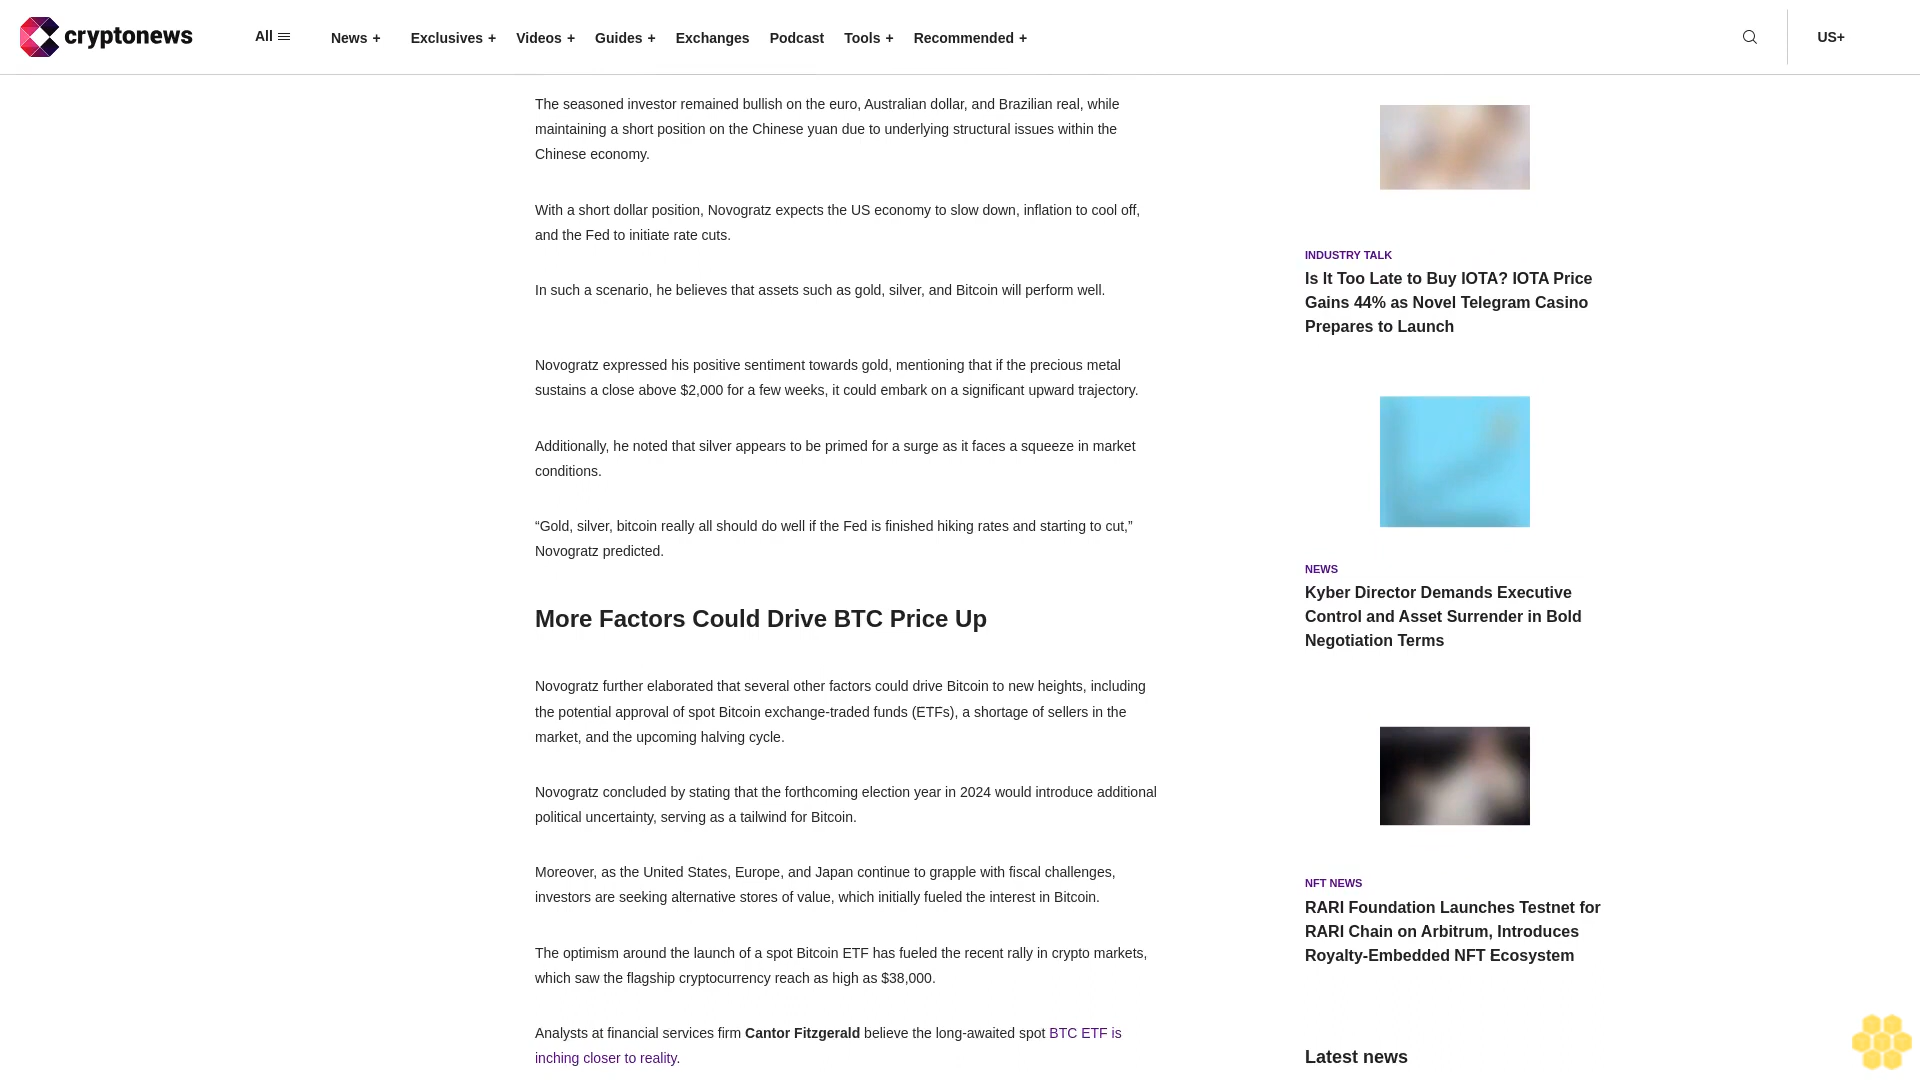 cryptonews
All
News +
Exclusives +
Videos +
Guides +
Exchanges
Podcast
Tools +
Recommended +
US+
The seasoned investor remained bullish on the euro, Australian dollar, and Brazilian real, while
maintaining a short position on the Chinese yuan due to underlying structural issues within the
Chinese economy.
With a short dollar position, Novogratz expects the US economy to slow down, inflation to cool off,
and the Fed to initiate rate cuts.
In such a scenario, he believes that assets such as gold, silver, and Bitcoin will perform well.
Novogratz expressed his positive sentiment towards gold, mentioning that if the precious metal
sustains a close above $2,000 for a few weeks, it could embark on a significant upward trajectory.
Additionally, he noted that silver appears to be primed for a surge as it faces a squeeze in market
conditions.
“Gold, silver, bitcoin really all should do well if the Fed is finished hiking rates and starting to cut,”
Novogratz predicted.
More Factors Could Drive BTC Price Up
Novogratz further elaborated that several other factors could drive Bitcoin to new heights, including
the potential approval of spot Bitcoin exchange-traded funds (ETFs), a shortage of sellers in the
market, and the upcoming halving cycle.
Novogratz concluded by stating that the forthcoming election year in 2024 would introduce additional
political uncertainty, serving as a tailwind for Bitcoin.
Moreover, as the United States, Europe, and Japan continue to grapple with fiscal challenges,
investors are seeking alternative stores of value, which initially fueled the interest in Bitcoin.
The optimism around the launch of a spot Bitcoin ETF has fueled the recent rally in crypto markets,
which saw the flagship cryptocurrency reach as high as $38,000.
Analysts at financial services firm Cantor Fitzgerald believe the long-awaited spot BTC ETF is
inching closer to reality.
INDUSTRY TALK
Is It Too Late to Buy IOTA? IOTA Price
Gains 44% as Novel Telegram Casino
Prepares to Launch
NEWS
Kyber Director Demands Executive
Control and Asset Surrender in Bold
Negotiation Terms
NFT NEWS
RARI Foundation Launches Testnet for
RARI Chain on Arbitrum, Introduces
Royalty-Embedded NFT Ecosystem
Latest news